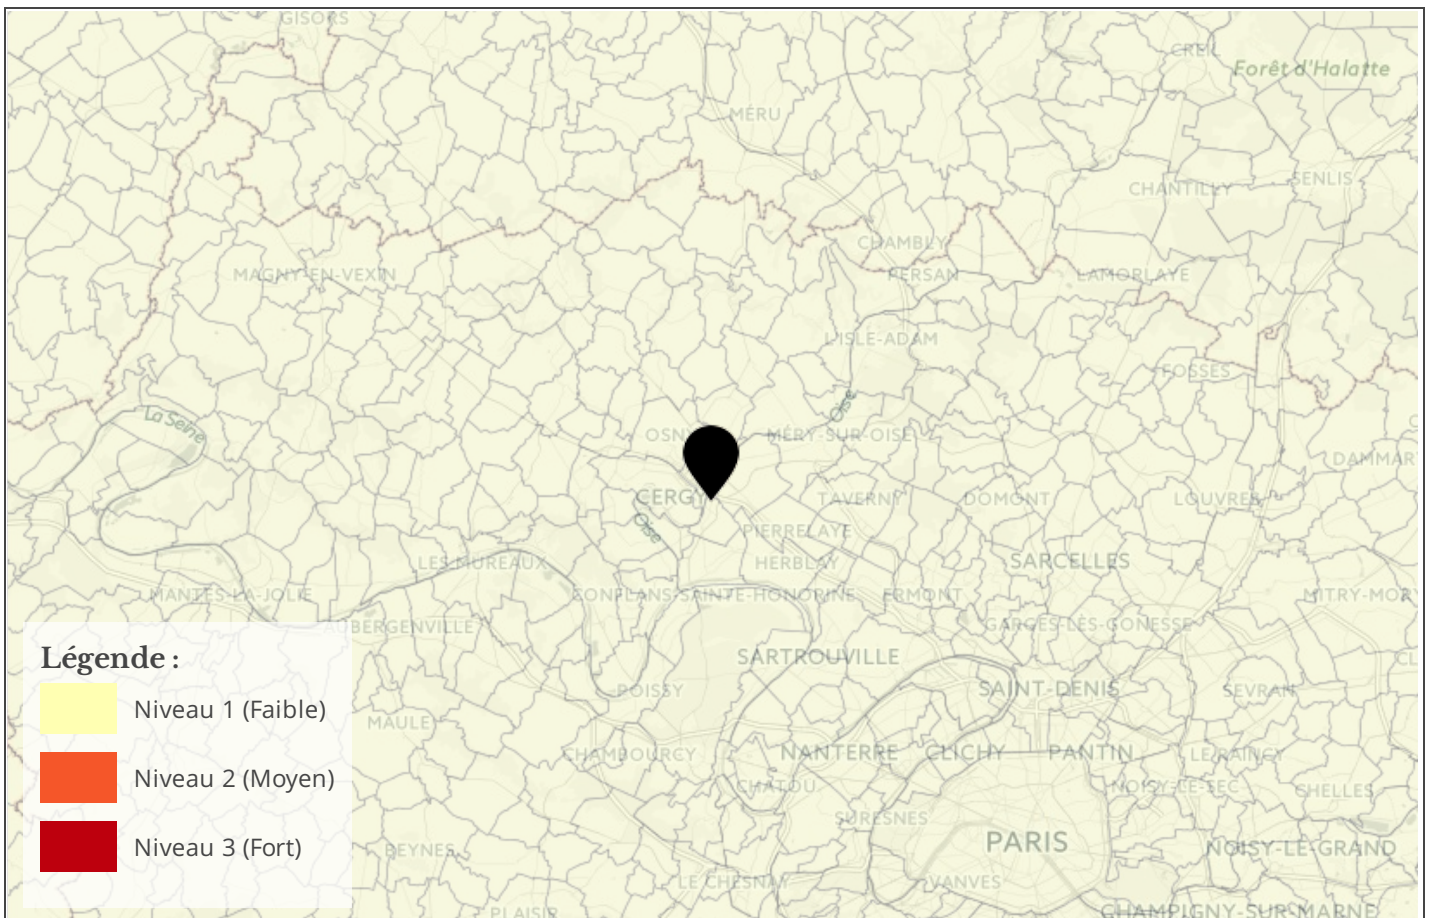 GISORS
CREIL
Forêt d'Halatte
MÉRU
CHANTILLY
SENLIS
CHAMBLY
MAGNY-EN-VEXIN
PERSAN
LAMORLAYE
L'ISLE-ADAM
FOSSES
Oise
La Seine
OSNY
MÉRY-SUR-OISE
DAMMAR
CERGY
TAVERNY
DOMONT
LOUVRES
Oise
PIERRELAYE
LES-MUREAUX
HERBLAY
SARCELLES
MANTES-LA-JOLIE
CONFLANS-SAINTE-HONORINE
ERMONT
MITRY-MORY
AUBERGENVILLE
GARGES-LÈS-GONESSE
Légende :
SARTROUVILLE
CL
POISSY
SAINT-DENIS
SEVRAN
Niveau 1 (Faible)
MAULE
CHAMBOURCY
NANTERRE
CLICHY
PANTIN
LE RAINCY
Niveau 2 (Moyen)
CHATOU
NOISY-LE-SEC
CHELLES
SURESNES
Niveau 3 (Fort)
BEYNES
PARIS
NOISY-LE-GRAND
LE CHESNAY
VANVES
PLAISIR
CHAMPIGNY-SUR-MARNE